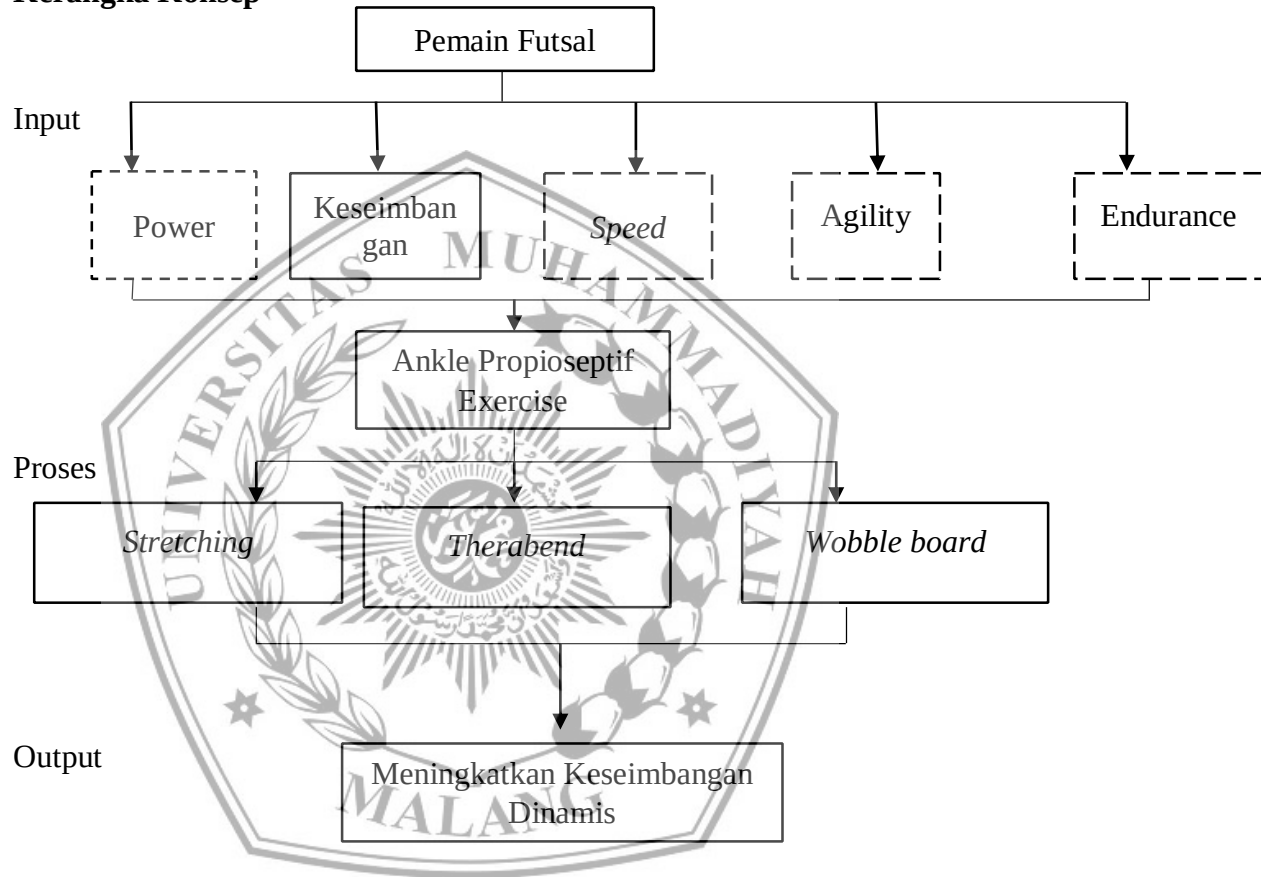 Kerangka Konsep
Pemain Futsal
Input
Power
Keseimban
gan
Speed
Agility
Endurance
Ankle Propioseptif
Exercise
Proses
Stretching
Therabend
Wobble board
Output
Meningkatkan Keseimbangan
Dinamis
UNIVERSITAS MUHAMMADIYAH
MALANG